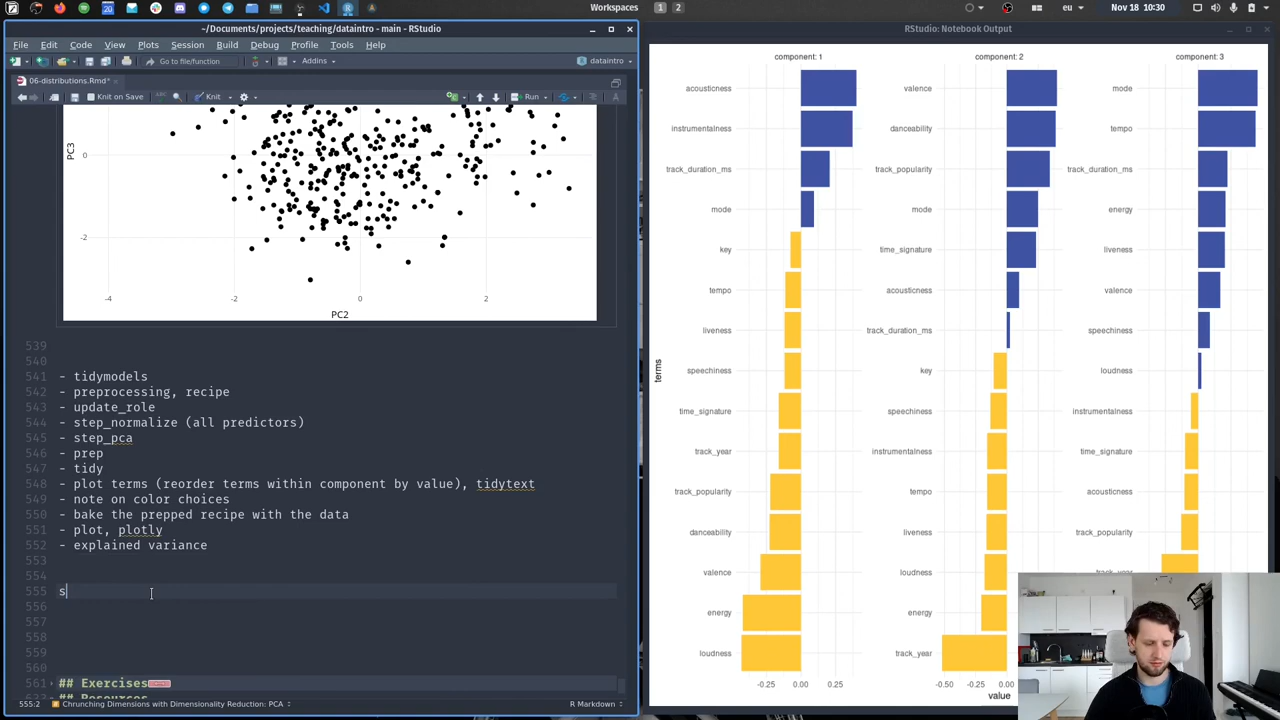 Workspaces
Nov 18 10:30
~/Documents/projects/teaching/dataintro - main - RStudio
File Edit Code View Plots Session Build Debug Profile Tools Help
Go to file/function
Addins
dataintro
06-distributions.Rmd*
Knit on Save
Knit
Run
PC3
0
-2
-4
-2
0
2
PC2
539
540
541 - tidymodels
542 - preprocessing, recipe
543 - update_role
544 - step_normalize (all predictors)
545 - step_pca
546 - prep
547 - tidy
548 - plot terms (reorder terms within component by value), tidytext
549 - note on color choices
550 - bake the prepped recipe with the data
551 - plot, plotly
552 - explained variance
553
554
555 s
556
557
558
559
560
561 ## Exercises
555:2
Chrunching Dimensions with Dimensionality Reduction: PCA
R Markdown
RStudio: Notebook Output
component: 1
acousticness
instrumentalness
track_duration_ms
mode
key
tempo
liveness
speechiness
time_signature
track_year
track_popularity
danceability
valence
energy
loudness
-0.25
0.00
0.25
component: 2
valence
danceability
track_popularity
mode
time_signature
acousticness
track_duration_ms
key
speechiness
instrumentalness
tempo
liveness
loudness
energy
track_year
-0.50
-0.25
0.00
component: 3
mode
tempo
track_duration_ms
energy
liveness
valence
speechiness
loudness
instrumentalness
time_signature
acousticness
track_popularity
terms
value